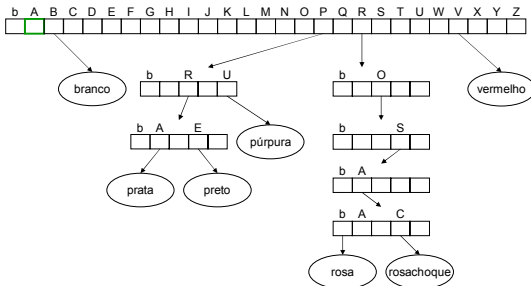 b A B C D E F G H I J K L M N O P Q R S T U W V X Y Z
b R U b O
branco vermelho
b A E púrpura b S
prata preto b A
b A C
rosa rosachoque